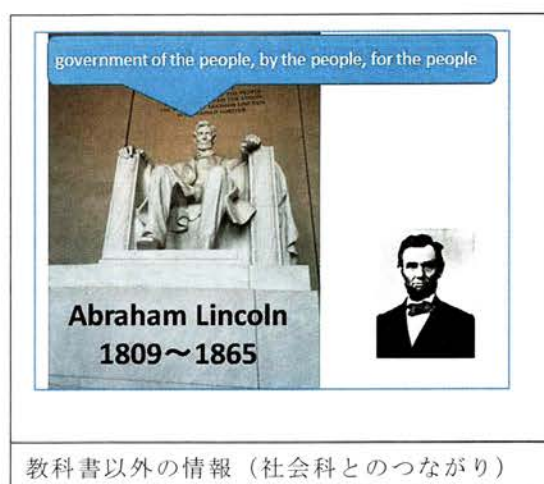 government of the people, by the people, for the people
Abraham Lincoln
1809～1865
教科書以外の情報（社会科とのつながり）